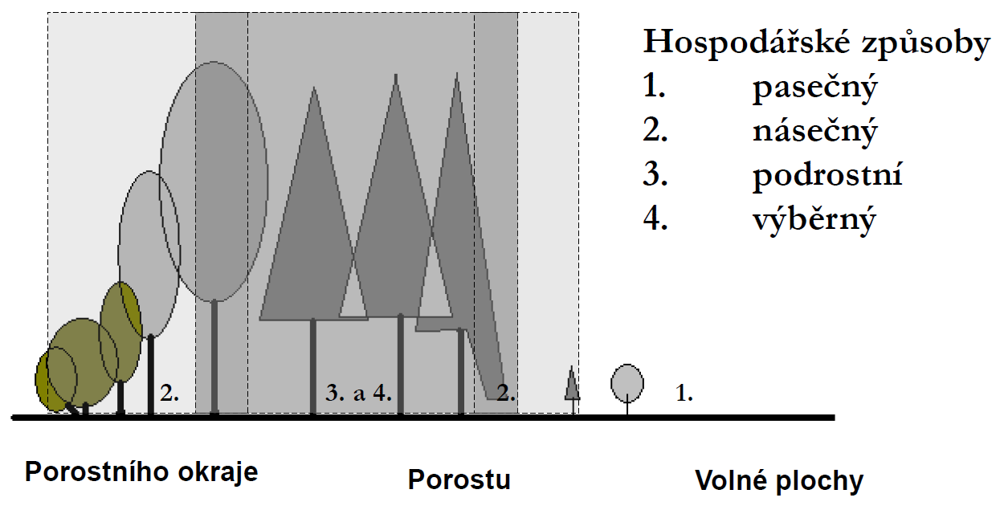 Hospodářské způsoby
1. pasečný
2. násečný
3. podrostní
4. výběrný
2. 3. a 4. 2. 1.
Porostního okraje Porostu Volné plochy